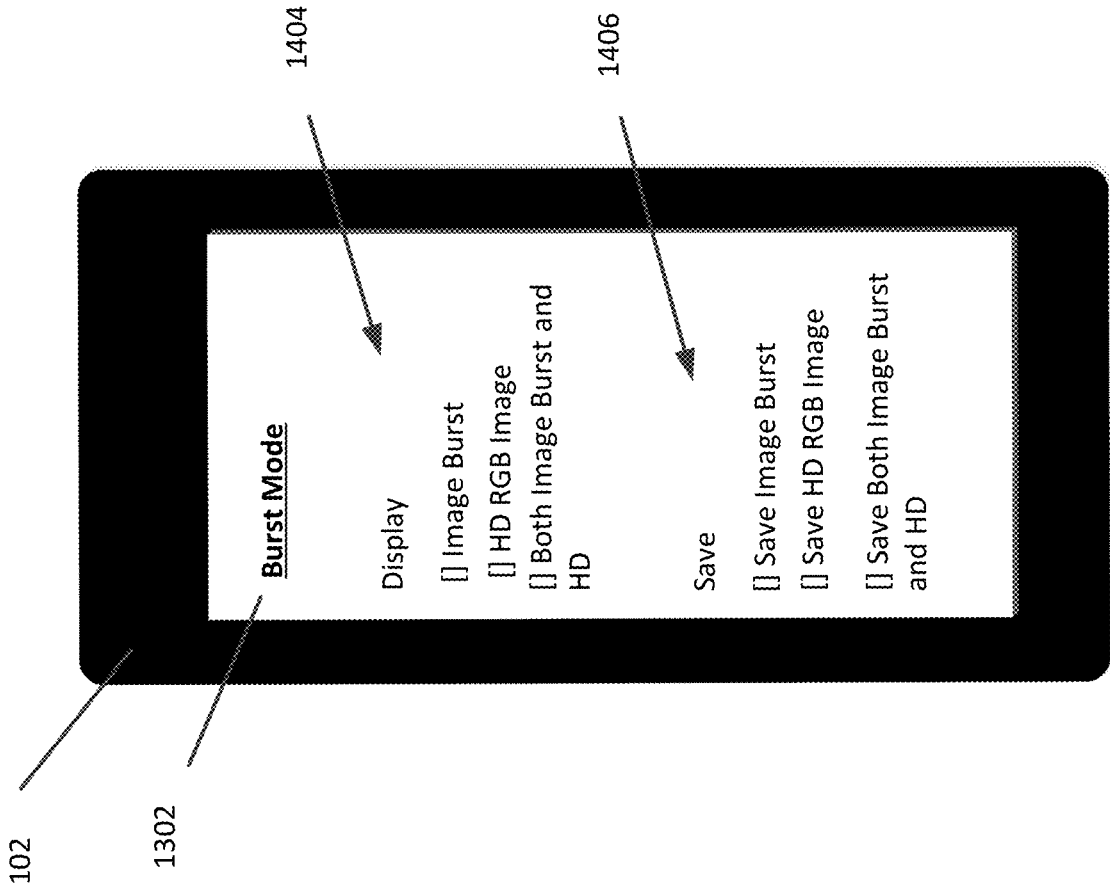 102
1302
Burst Mode
Display
[] Image Burst
[] HD RGB Image
[] Both Image Burst and
HD
1404
Save
[] Save Image Burst
[] Save HD RGB Image
[] Save Both Image Burst
and HD
1406